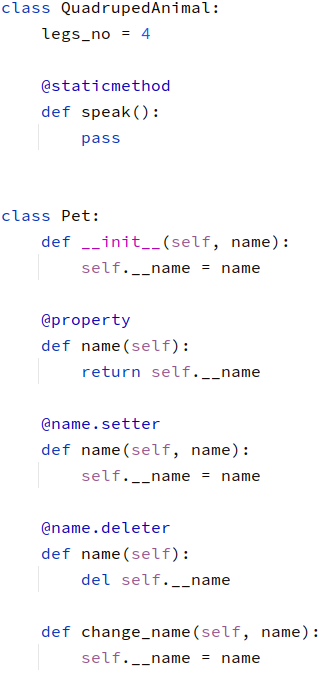 class QuadrupedAnimal:
    legs_no = 4

    @staticmethod
    def speak():
        pass


class Pet:
    def __init__(self, name):
        self.__name = name

    @property
    def name(self):
        return self.__name

    @name.setter
    def name(self, name):
        self.__name = name

    @name.deleter
    def name(self):
        del self.__name

    def change_name(self, name):
        self.__name = name